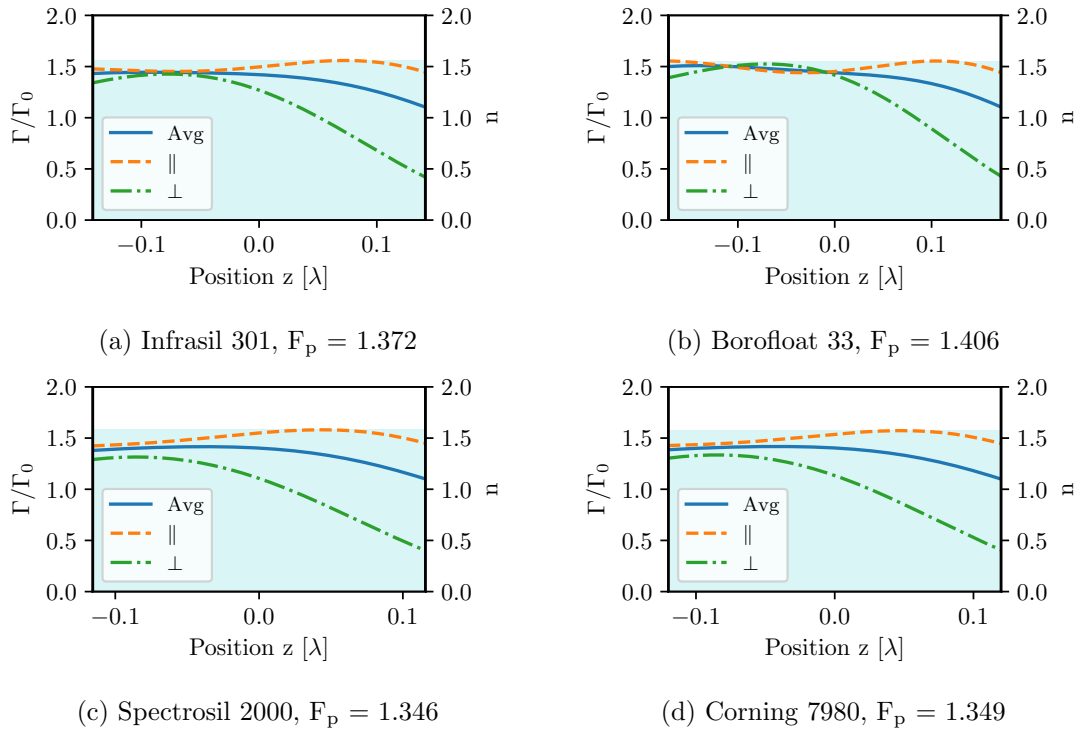 2.0 2.0 2.0 2.0
1.5 1.5 1.5 1.5
Γ/Γ₀ 1.0 1.0 n Γ/Γ₀ 1.0 1.0 n
Avg Avg
0.5 ∥ 0.5 0.5 ∥ 0.5
⊥ ⊥
0.0 0.0 0.0 0.0
−0.1 0.0 0.1 −0.1 0.0 0.1
Position z [λ] Position z [λ]
(a) Infrasil 301, Fₚ = 1.372 (b) Borofloat 33, Fₚ = 1.406
2.0 2.0 2.0 2.0
1.5 1.5 1.5 1.5
Γ/Γ₀ 1.0 1.0 n Γ/Γ₀ 1.0 1.0 n
Avg Avg
0.5 ∥ 0.5 0.5 ∥ 0.5
⊥ ⊥
0.0 0.0 0.0 0.0
−0.1 0.0 0.1 −0.1 0.0 0.1
Position z [λ] Position z [λ]
(c) Spectrosil 2000, Fₚ = 1.346 (d) Corning 7980, Fₚ = 1.349